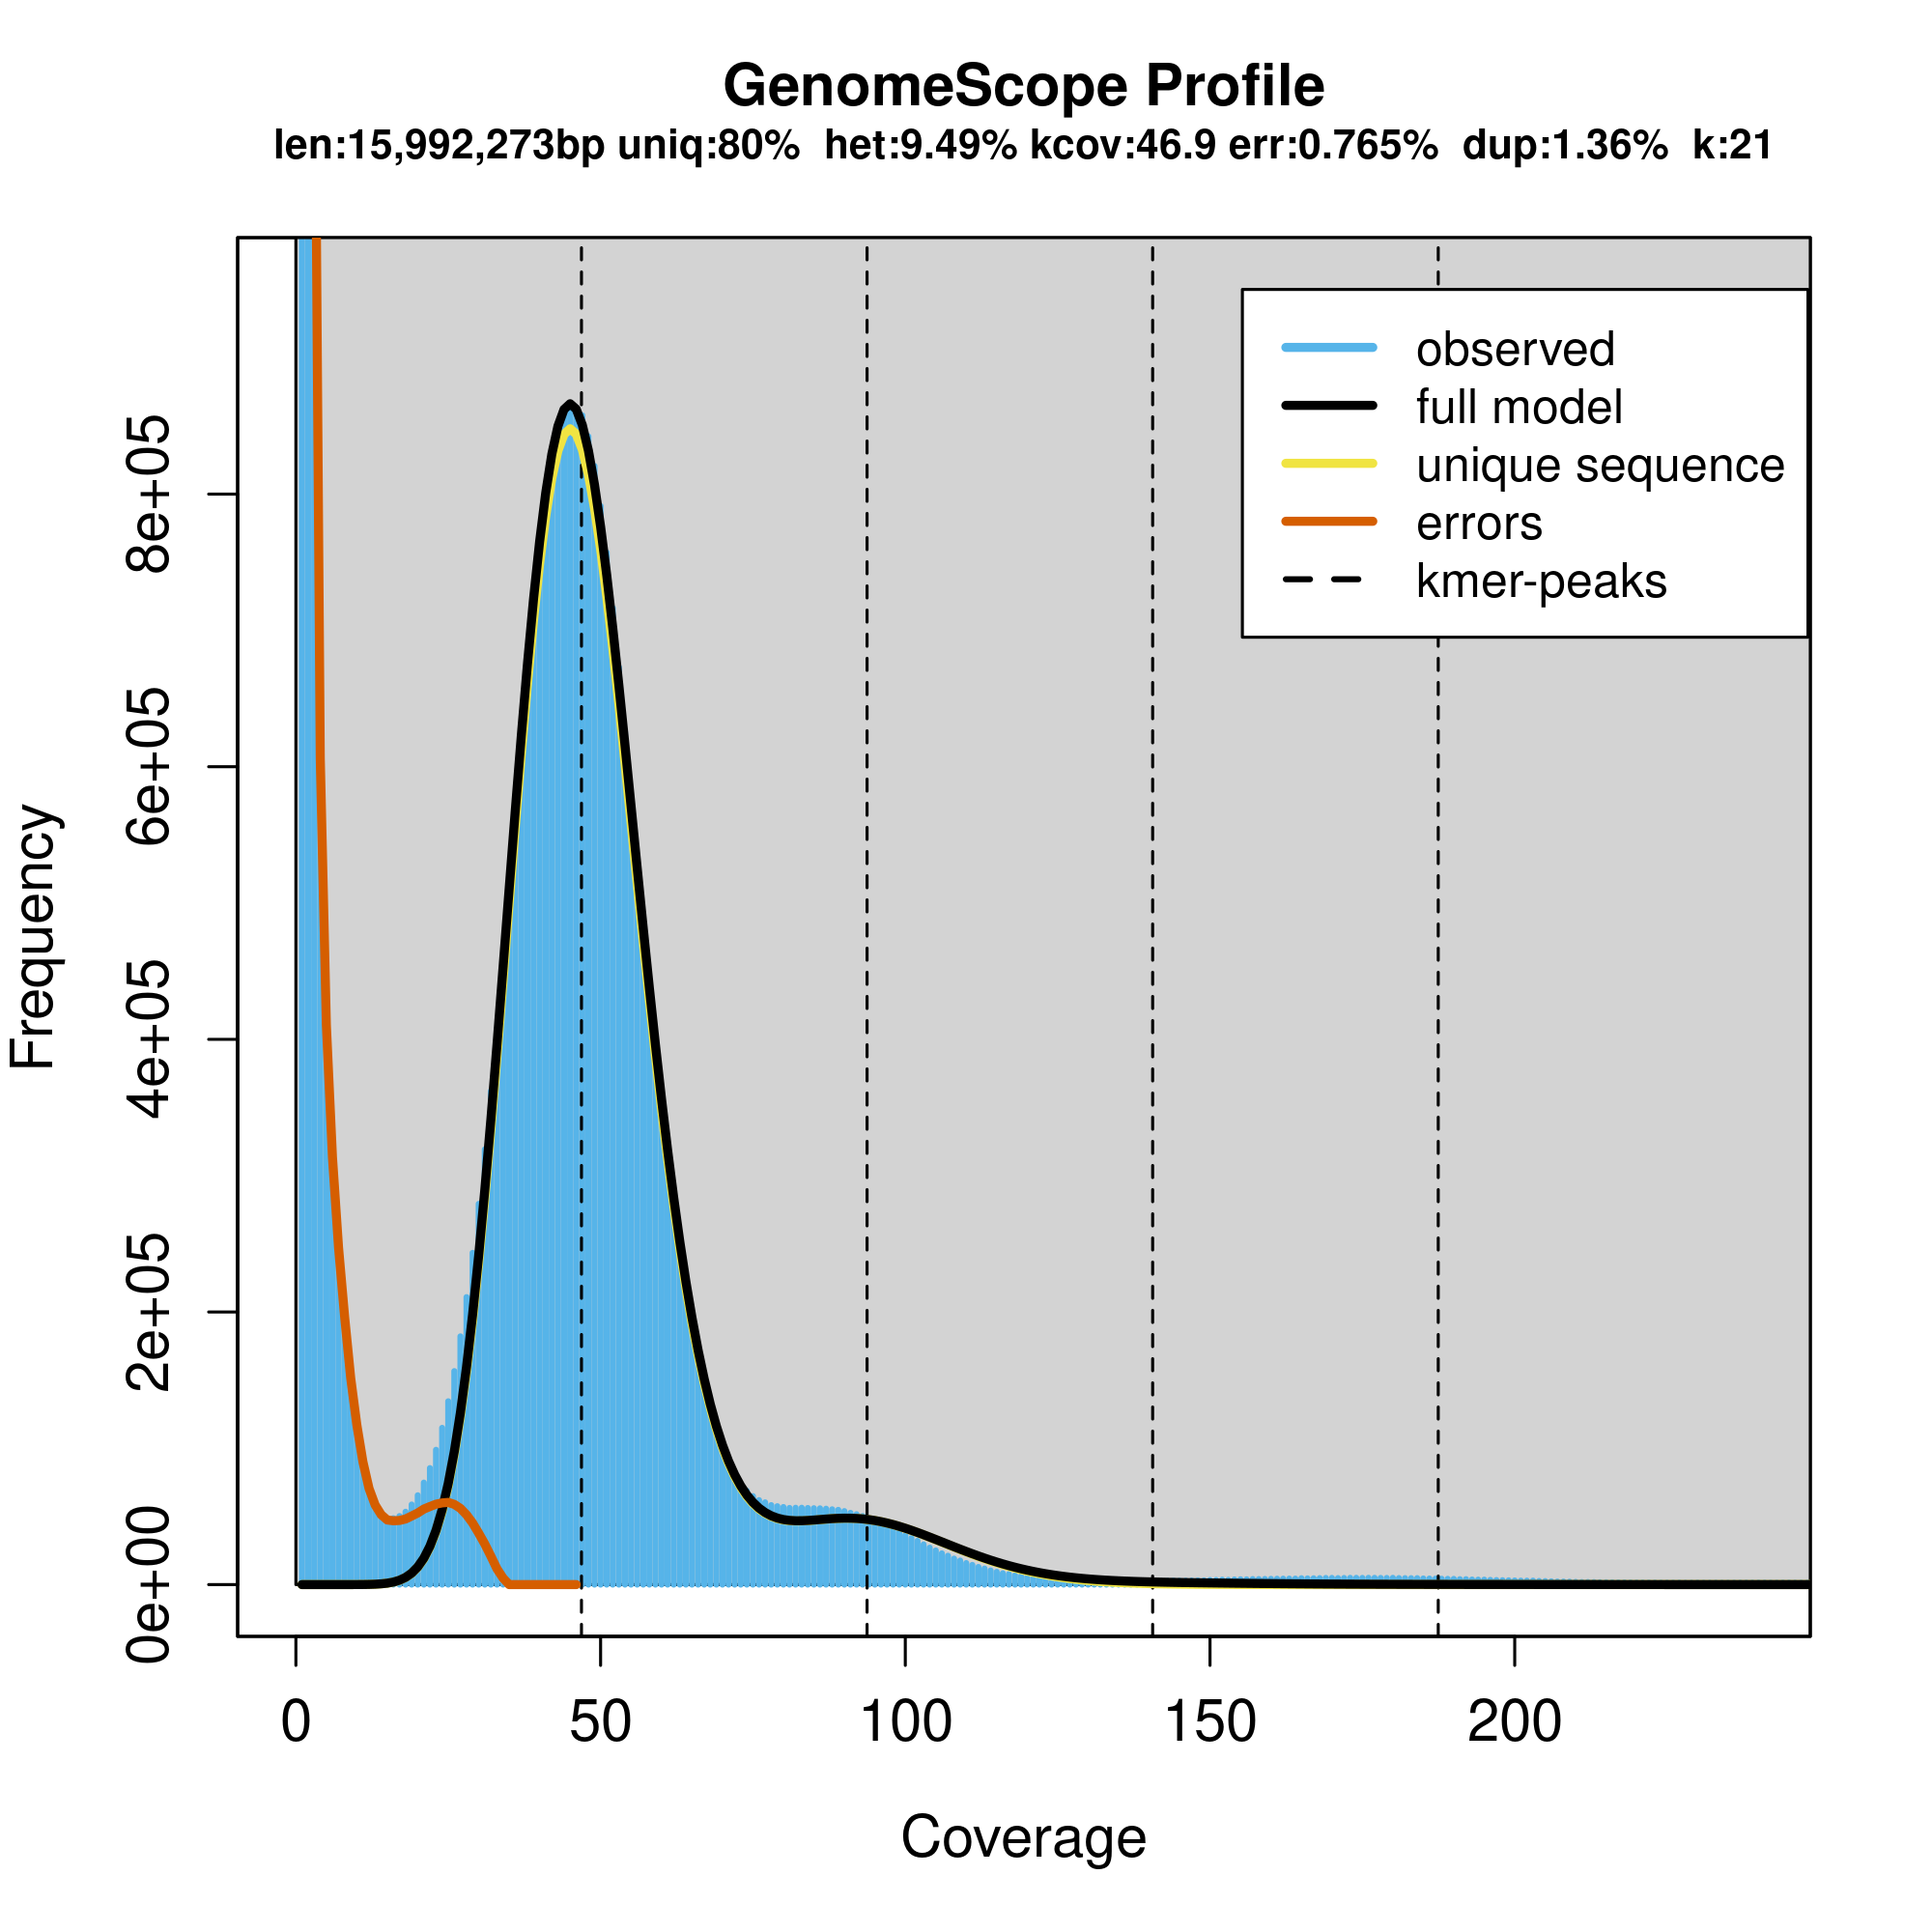 GenomeScope Profile
len:15,992,273bp uniq:80% het:9.49% kcov:46.9 err:0.765% dup:1.36% k:21
observed
full model
unique sequence
errors
kmer-peaks
Frequency
8e+05
6e+05
4e+05
2e+05
0e+00
0 50 100 150 200
Coverage